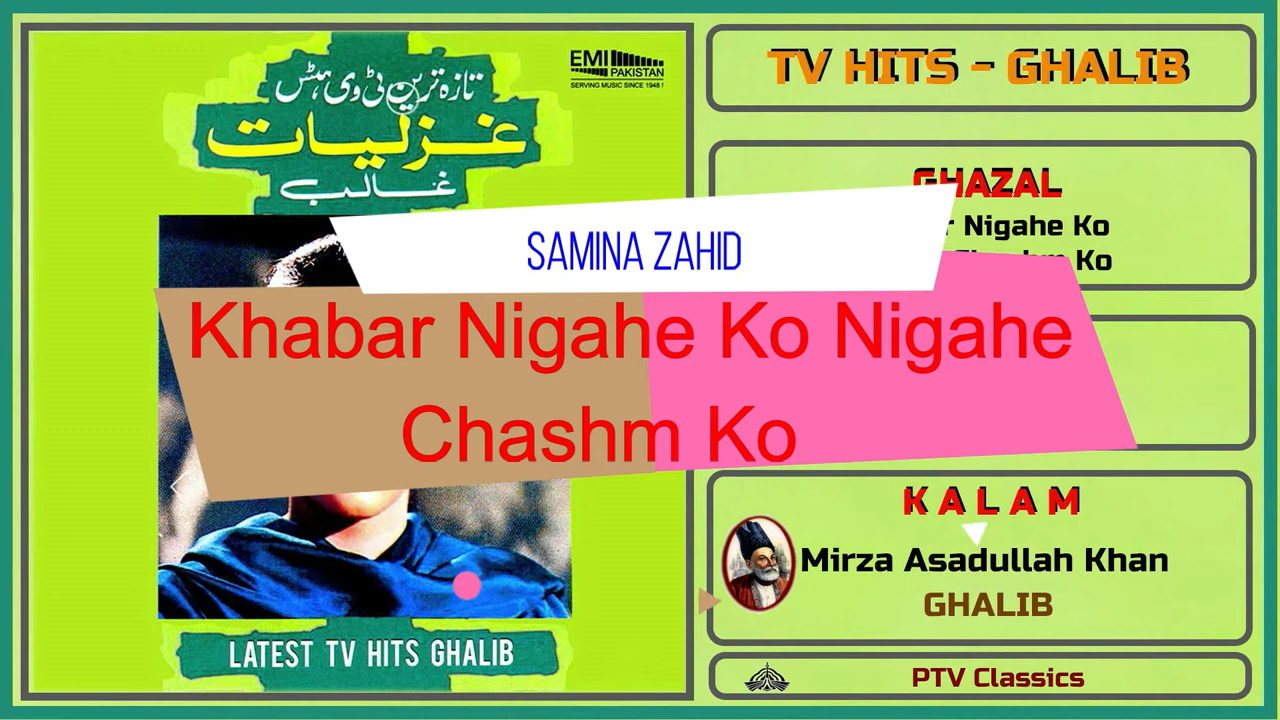 تازہ ترین ٹی وی ہٹس
غزلیات
غالب
EMI
PAKISTAN
SERVING MUSIC SINCE 1948 !
SAMINA ZAHID
Khabar Nigahe Ko Nigahe
Chashm Ko
LATEST TV HITS GHALIB
TV HITS - GHALIB
GHAZAL
Nigahe Ko
Ko
K A L A M
Mirza Asadullah Khan
GHALIB
PTV Classics